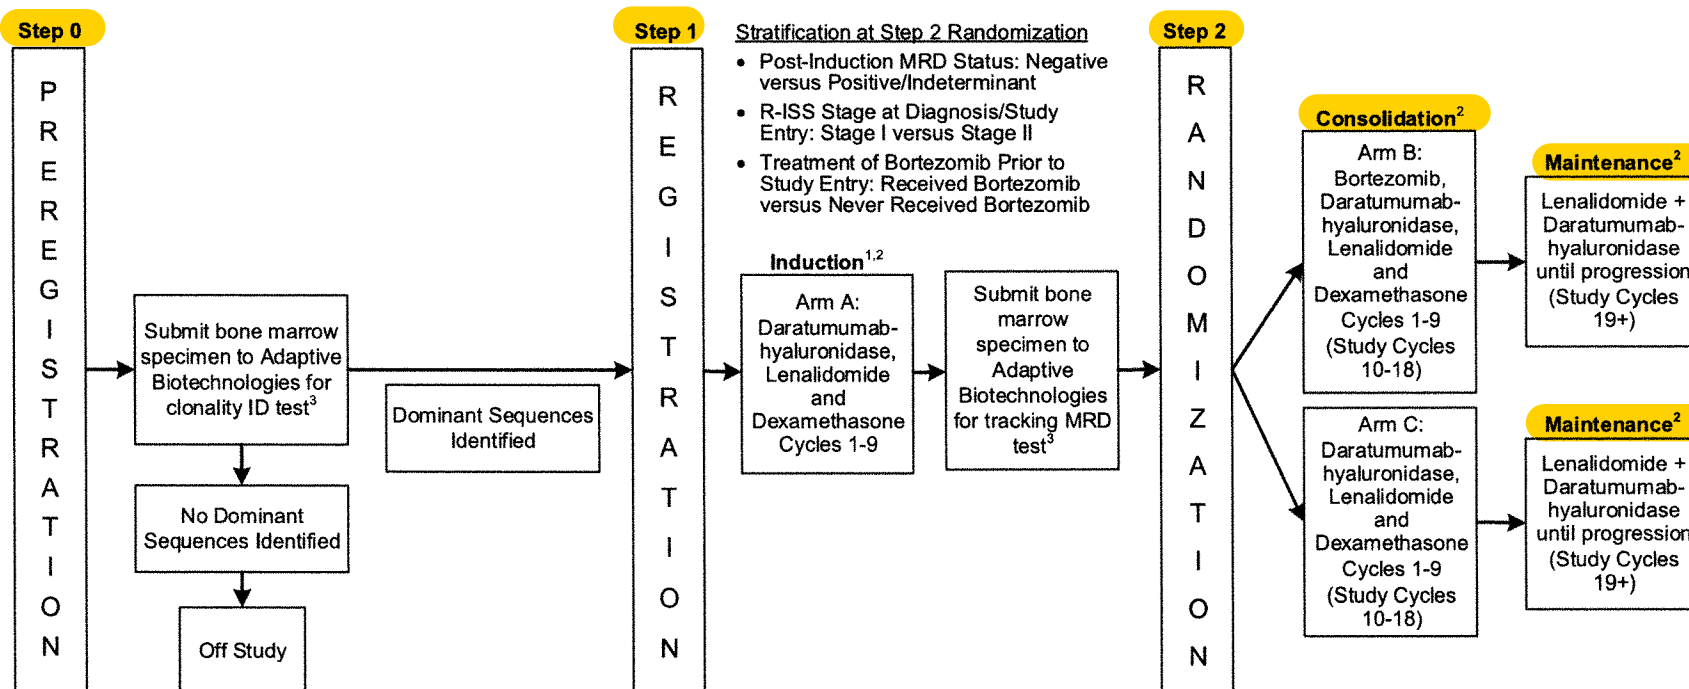 Step 0
PREREGISTRATION
Submit bone marrow
specimen to Adaptive
Biotechnologies for
clonality ID test3
No Dominant
Sequences Identified
Off Study
Dominant Sequences
Identified
Step 1
REGISTRATION
Stratification at Step 2 Randomization
• Post-Induction MRD Status: Negative
versus Positive/Indeterminant
• R-ISS Stage at Diagnosis/Study
Entry: Stage I versus Stage II
• Treatment of Bortezomib Prior to
Study Entry: Received Bortezomib
versus Never Received Bortezomib
Induction1,2
Arm A:
Daratumumab-
hyaluronidase,
Lenalidomide
and
Dexamethasone
Cycles 1-9
Submit bone
marrow
specimen to
Adaptive
Biotechnologies
for tracking MRD
test3
Step 2
RANDOMIZATION
Consolidation2
Arm B:
Bortezomib,
Daratumumab-
hyaluronidase,
Lenalidomide
and
Dexamethasone
Cycles 1-9
(Study Cycles
10-18)
Maintenance2
Lenalidomide +
Daratumumab-
hyaluronidase
until progression
(Study Cycles
19+)
Arm C:
Daratumumab-
hyaluronidase,
Lenalidomide
and
Dexamethasone
Cycles 1-9
(Study Cycles
10-18)
Maintenance2
Lenalidomide +
Daratumumab-
hyaluronidase
until progression
(Study Cycles
19+)